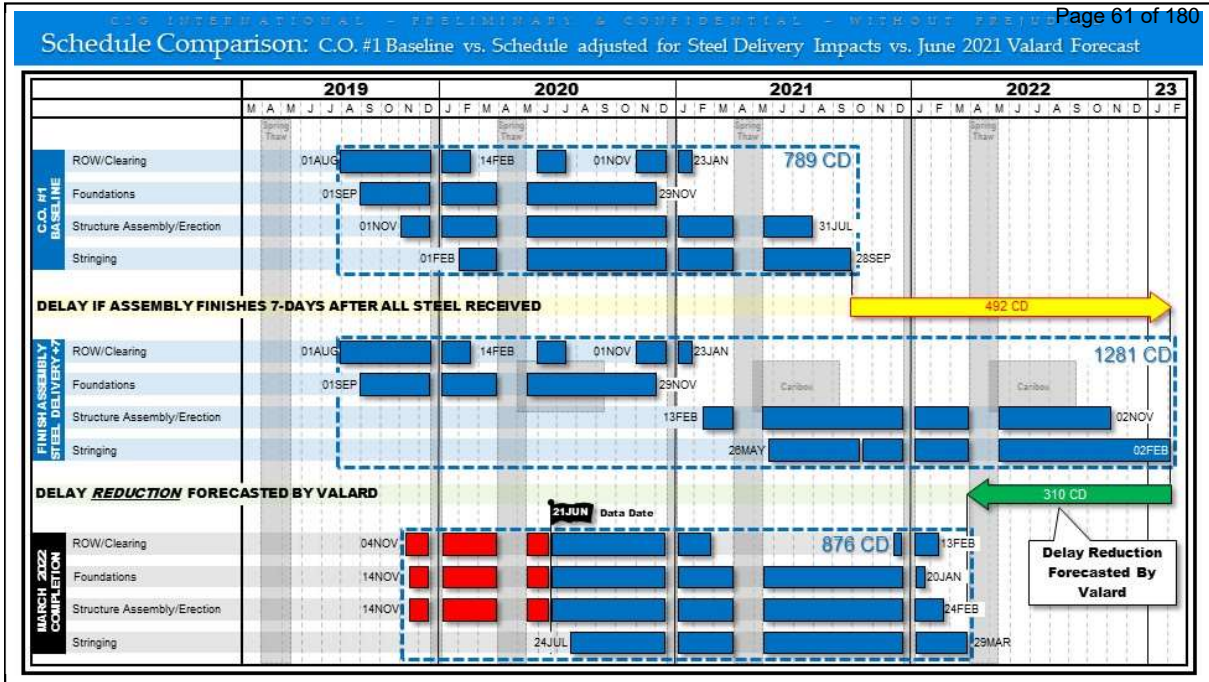 Page 61 of 180
CIG INTERNATIONAL – PRELIMINARY & CONFIDENTIAL – WITHOUT PREJUD
Schedule Comparison: C.O. #1 Baseline vs. Schedule adjusted for Steel Delivery Impacts vs. June 2021 Valard Forecast
2019 2020 2021 2022 23
M A M J J A S O N D J F M A M J J A S O N D J F M A M J J A S O N D J F M A M J J A S O N D J F
Spring Thaw Spring Thaw Spring Thaw Spring Thaw
C.O. #1 BASELINE
ROW/Clearing 01AUG 14FEB 01NOV 23JAN 789 CD
Foundations 01SEP 29NOV
Structure Assembly/Erection 01NOV 31JUL
Stringing 01FEB 28SEP
DELAY IF ASSEMBLY FINISHES 7-DAYS AFTER ALL STEEL RECEIVED 492 CD
FINISH ASSEMBLY STEEL DELIVERY+7
ROW/Clearing 01AUG 14FEB 01NOV 23JAN 1281 CD
Foundations 01SEP 29NOV Caribou Caribou
Structure Assembly/Erection 13FEB 02NOV
Stringing 26MAY 02FEB
DELAY REDUCTION FORECASTED BY VALARD 310 CD
21JUN Data Date
MARCH 2022 COMPLETION
ROW/Clearing 04NOV 876 CD 13FEB
Foundations 14NOV 20JAN
Structure Assembly/Erection 14NOV 24FEB
Stringing 24JUL 29MAR
Delay Reduction
Forecasted By
Valard